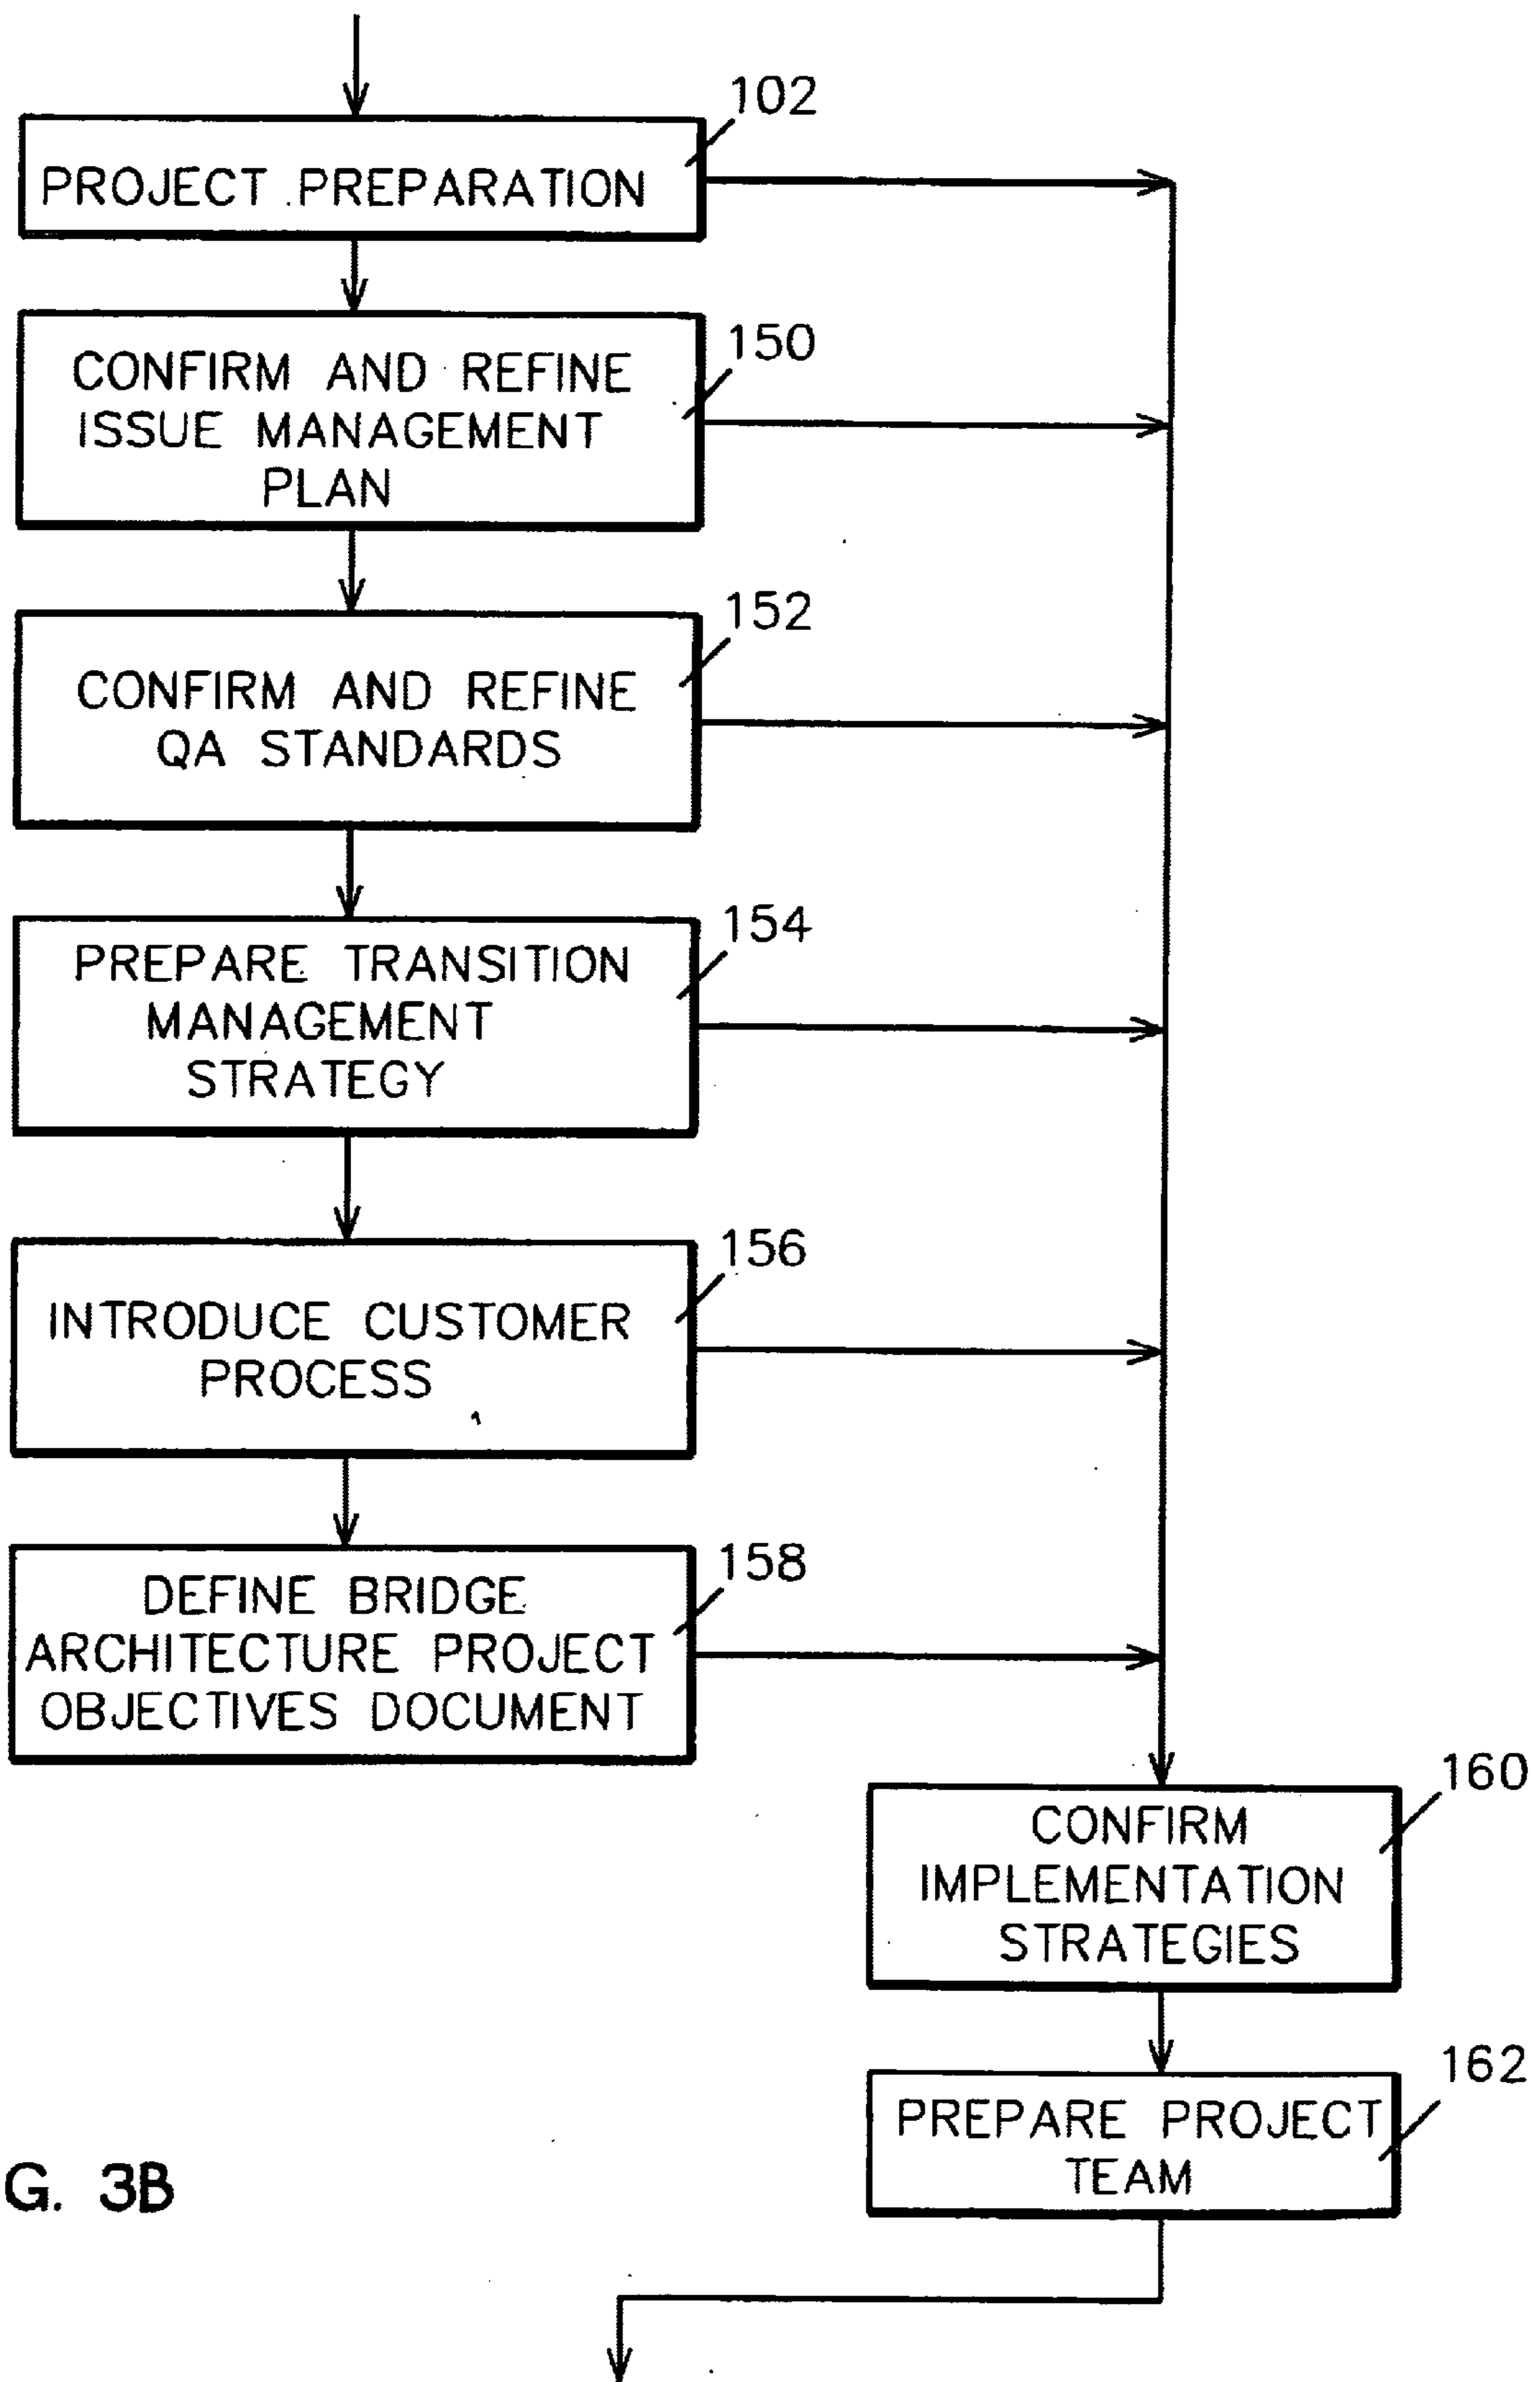 102
PROJECT PREPARATION
150
CONFIRM AND REFINE
ISSUE MANAGEMENT
PLAN
152
CONFIRM AND REFINE
QA STANDARDS
154
PREPARE TRANSITION
MANAGEMENT
STRATEGY
156
INTRODUCE CUSTOMER
PROCESS
158
DEFINE BRIDGE
ARCHITECTURE PROJECT
OBJECTIVES DOCUMENT
160
CONFIRM
IMPLEMENTATION
STRATEGIES
162
PREPARE PROJECT
TEAM
G. 3B